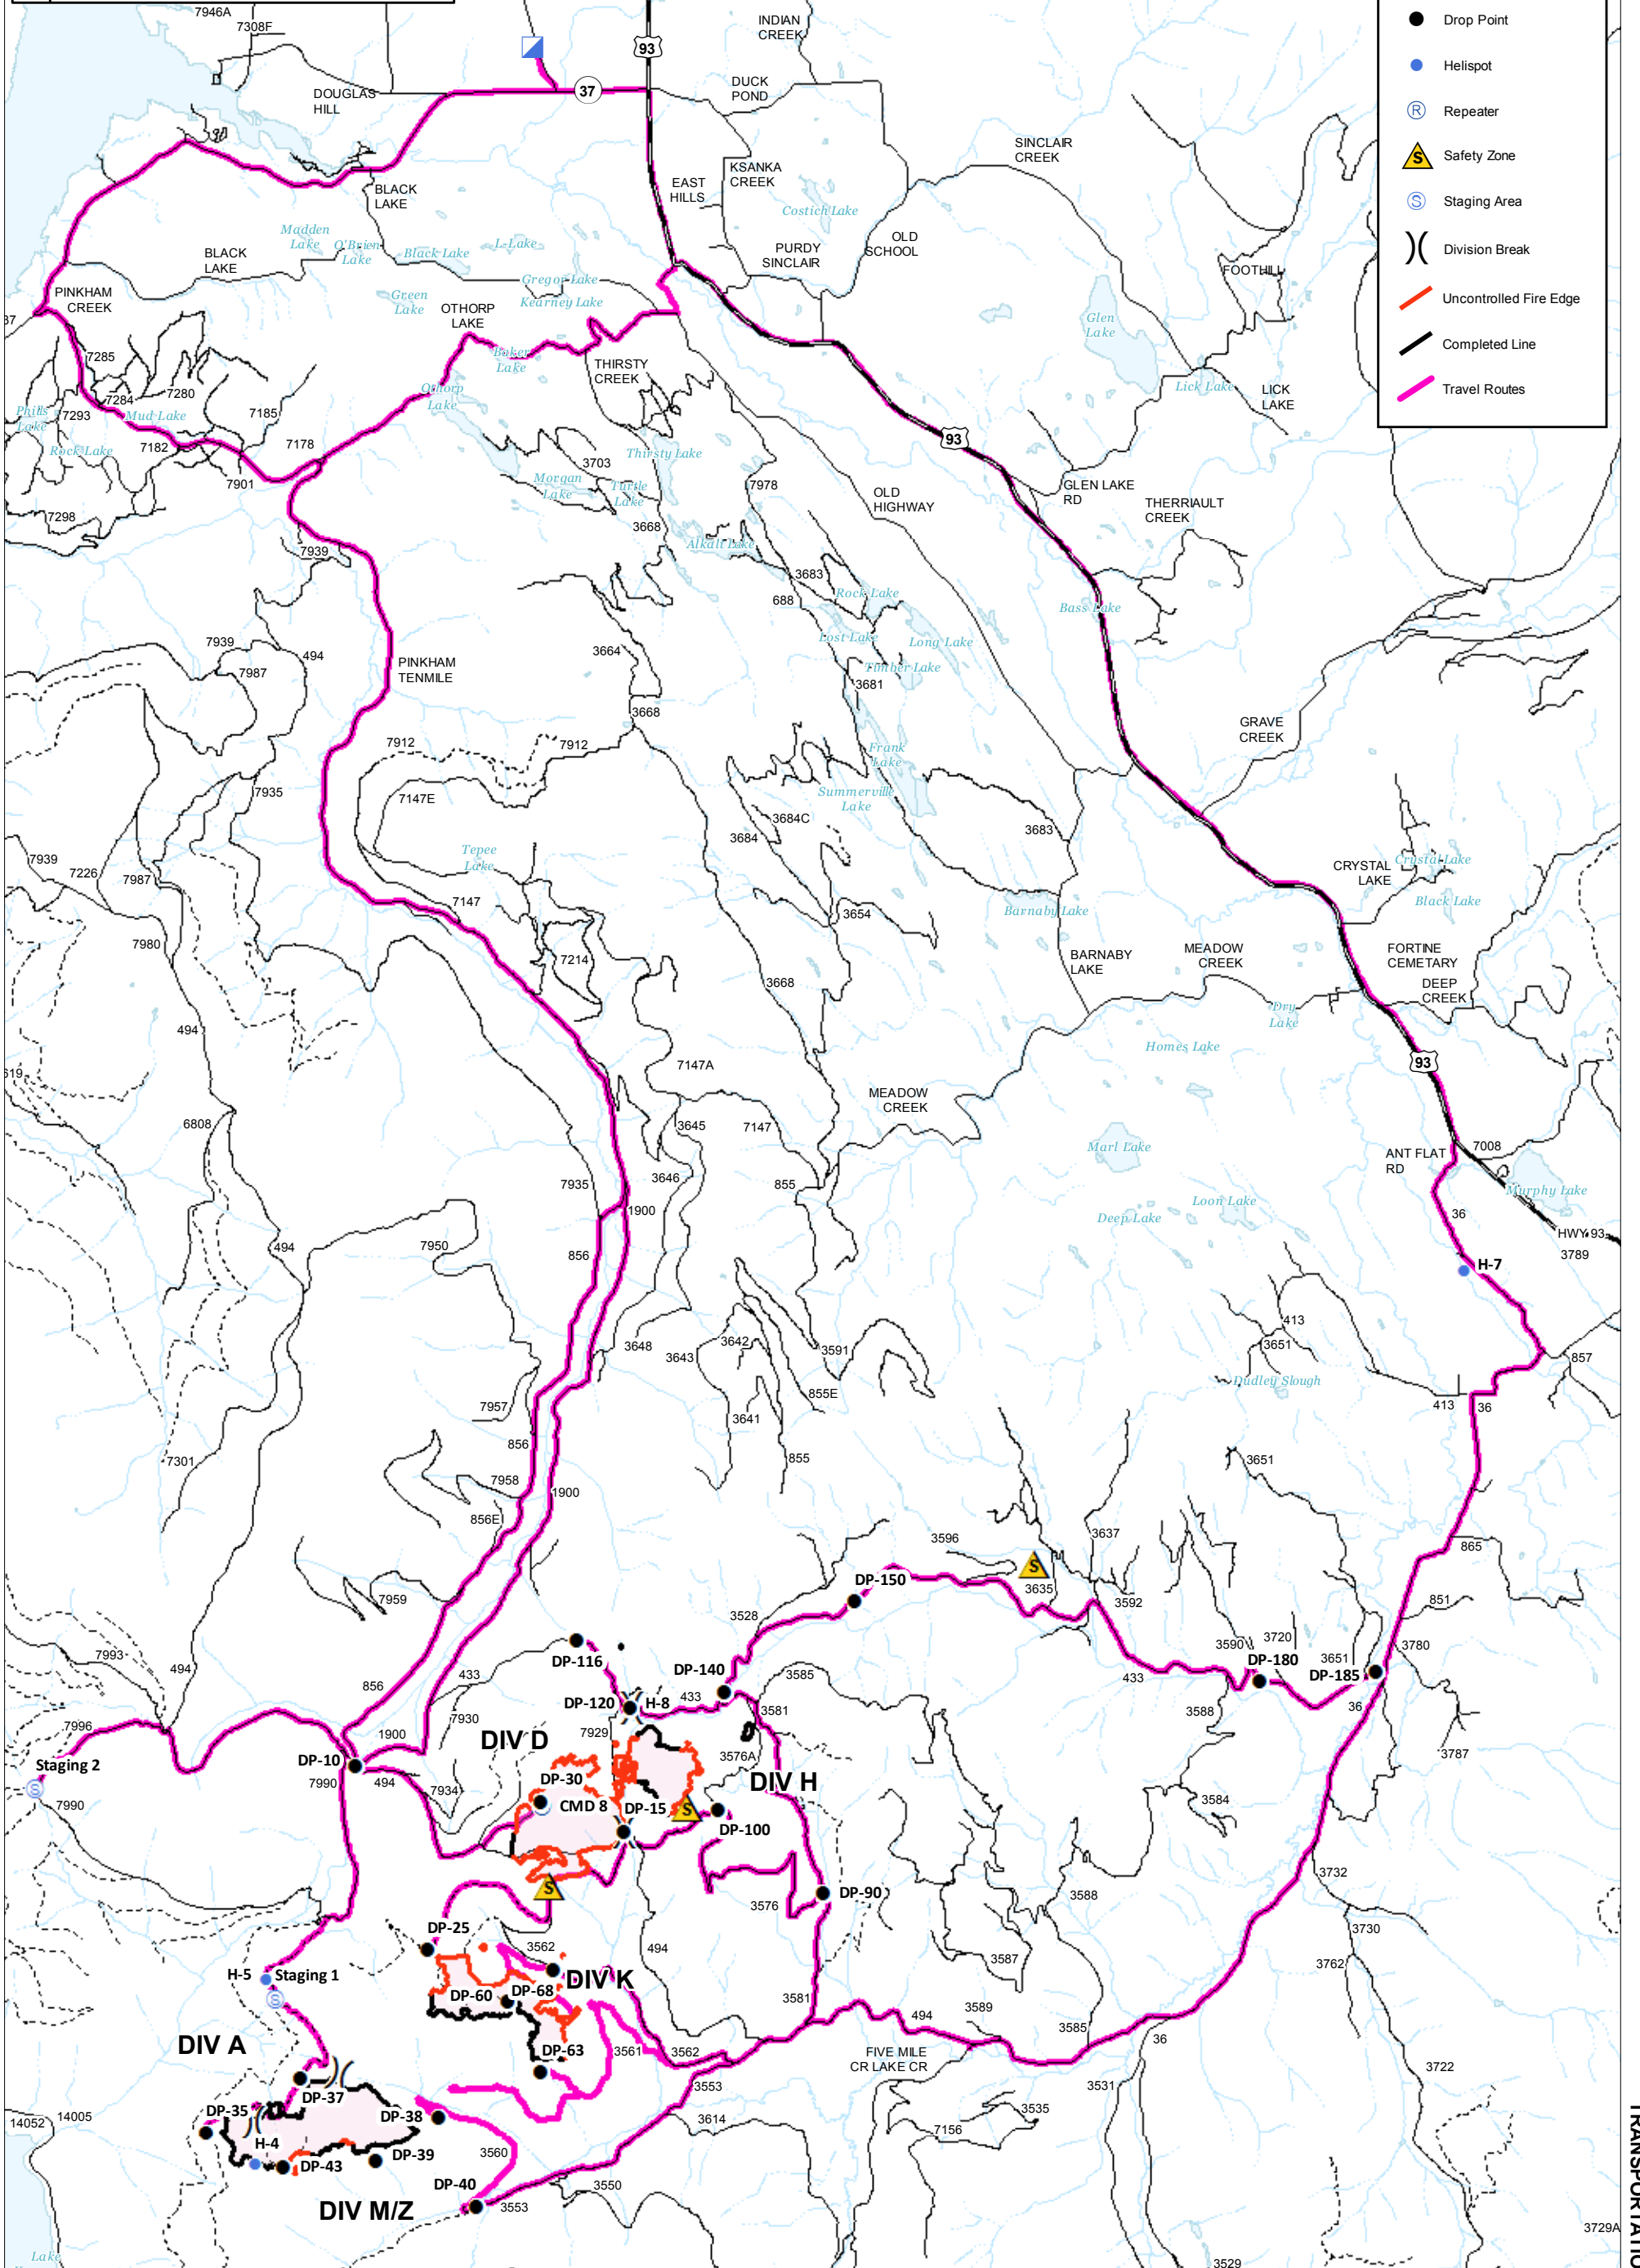 7946A
7308F
INDIAN
CREEK
93
Drop Point
Helispot
R
Repeater
S
Safety Zone
S
Staging Area
Division Break
Uncontrolled Fire Edge
Completed Line
Travel Routes
DOUGLAS
HILL
37
DUCK
POND
SINCLAIR
CREEK
KSANKA
CREEK
EAST
HILLS
BLACK
LAKE
Costich Lake
Madden
Lake
O'Brien
Lake
Black Lake
L-Lake
BLACK
LAKE
PURDY
SINCLAIR
OLD
SCHOOL
FOOTHILL
PINKHAM
CREEK
Green
Lake
OTHORP
LAKE
Gregor Lake
Kearney Lake
Glen
Lake
37
7285
7284
7280
Baker
Lake
THIRSTY
CREEK
Othorp
Lake
Lick Lake
LICK
LAKE
Phills
Lake
7293
Mud Lake
7185
Rock Lake
7182
7178
93
7901
3703
Thirsty Lake
Morgan
Lake
Turtle
Lake
7978
OLD
HIGHWAY
GLEN LAKE
RD
THERRIAULT
CREEK
7298
7939
3668
Alkali Lake
3683
688
Rock Lake
Bass Lake
7939
494
7987
PINKHAM
TENMILE
3664
Lost Lake
Long Lake
Timber Lake
3681
3668
GRAVE
CREEK
7912
7912
Frank
Lake
7935
7147E
Summerville
Lake
3684C
3684
3683
Tepee
Lake
7939
7226
7987
CRYSTAL
LAKE
Crystal Lake
Black Lake
7147
3654
Barnaby Lake
7980
7214
BARNABY
LAKE
MEADOW
CREEK
FORTINE
CEMETARY
DEEP
CREEK
3668
494
Dry
Lake
Homes Lake
93
619
7147A
MEADOW
CREEK
6808
3645
7147
Marl Lake
ANT FLAT
RD
7008
7935
3646
855
Murphy Lake
1900
Loon Lake
Deep Lake
36
494
7950
856
HWY 93
3789
H-7
3648
3642
3643
3591
413
3651
857
855E
Dudley Slough
7957
3641
413
36
856
7301
855
3651
7958
1900
856E
3596
3637
865
S
3635
DP-150
7959
3592
851
3528
7993
494
433
DP-116
DP-140
3585
3590
3720
3780
3651
DP-180
DP-185
433
856
DP-120
H-8
433
3581
36
7996
7930
7929
3588
1900
DIV D
Staging 2
S
DP-10
3576A
3787
7990
494
7934
DP-30
DIV H
7990
CMD 8
DP-15
S
DP-100
3584
3732
S
3576
DP-90
3588
DP-25
3730
3562
494
3587
3762
H-5
Staging 1
S
DIV K
DP-60
DP-68
3581
494
3589
3585
DIV A
36
DP-63
3561
3562
FIVE MILE
CR LAKE CR
3722
3553
3531
DP-37
DP-35
DP-38
14052
14005
3614
3535
7156
H-4
DP-43
DP-39
3560
DP-40
3550
DIV M/Z
3553
3729A
Lake
3529